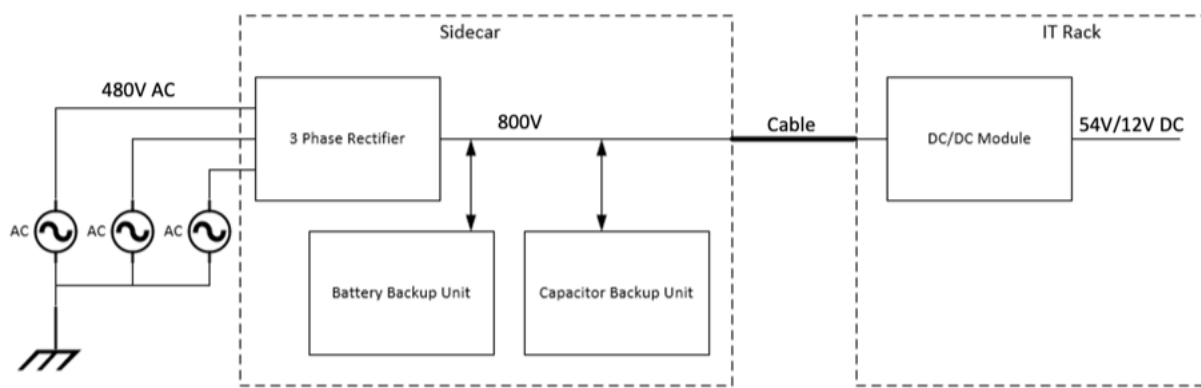 Sidecar
IT Rack
480V AC
3 Phase Rectifier
800V
Cable
DC/DC Module
54V/12V DC
AC
AC
AC
Battery Backup Unit
Capacitor Backup Unit